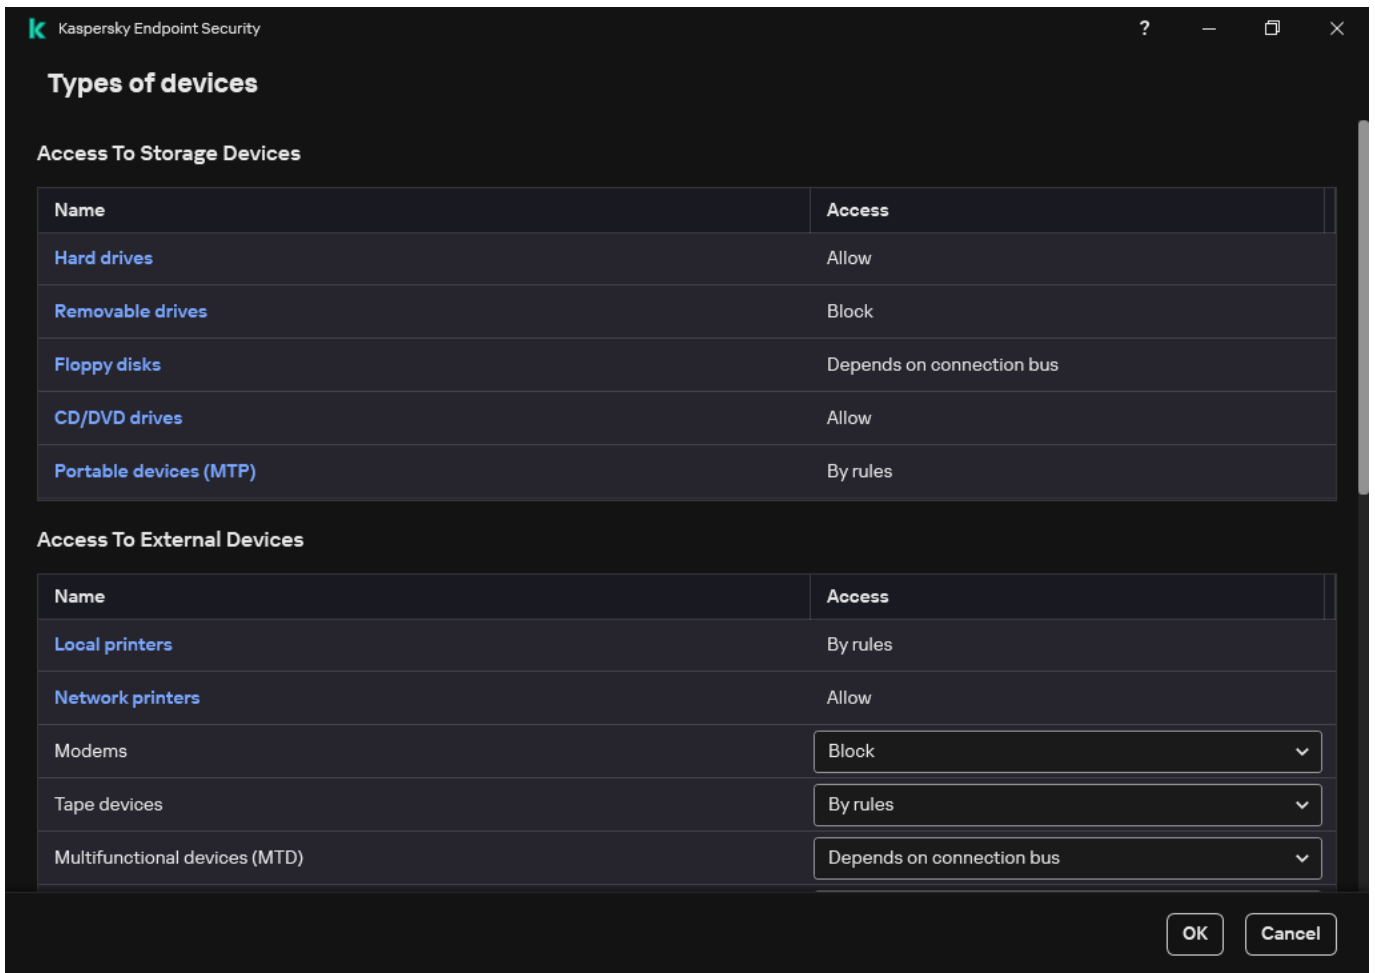 Kaspersky Endpoint Security ?
Types of devices
Access To Storage Devices
Name Access
Hard drives Allow
Removable drives Block
Floppy disks Depends on connection bus
CD/DVD drives Allow
Portable devices (MTP) By rules
Access To External Devices
Name Access
Local printers By rules
Network printers Allow
Modems Block
Tape devices By rules
Multifunctional devices (MTD) Depends on connection bus
OK Cancel